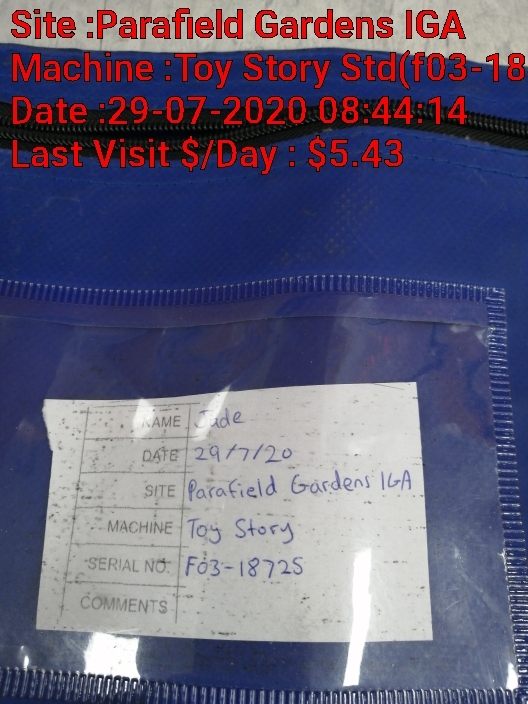 Site :Parafield Gardens IGA
Machine :Toy Story Std(f03-18
Date :29-07-2020 08:44:14
Last Visit $/Day : $5.43
NAME Jade
DATE 29/7/20
SITE Parafield Gardens IGA
MACHINE Toy Story
SERIAL NO. F03-18725
COMMENTS